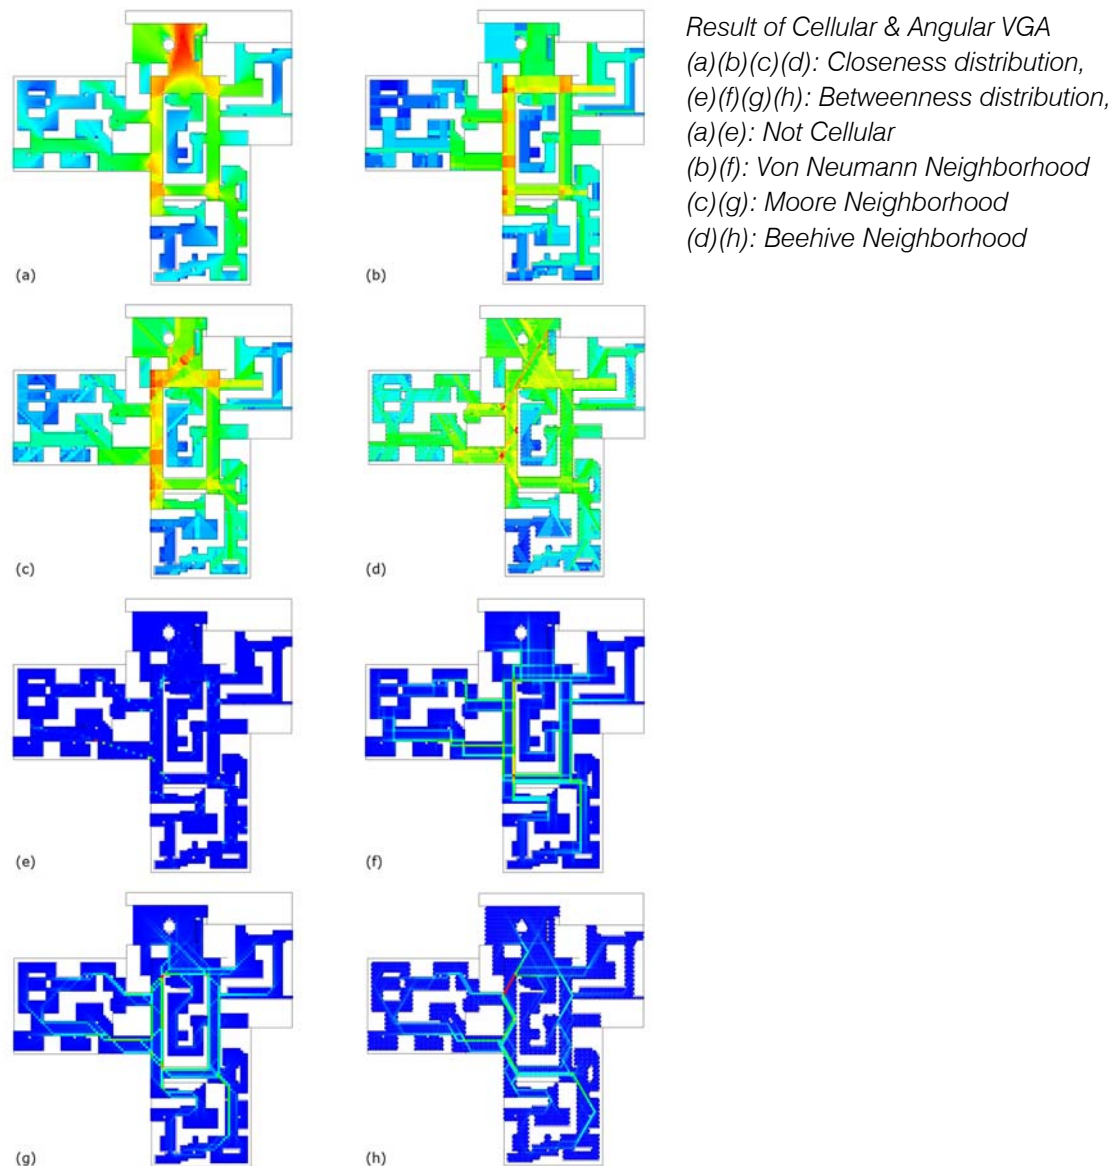 Result of Cellular & Angular VGA
(a)(b)(c)(d): Closeness distribution,
(e)(f)(g)(h): Betweenness distribution,
(a)(e): Not Cellular
(b)(f): Von Neumann Neighborhood
(c)(g): Moore Neighborhood
(d)(h): Beehive Neighborhood
(a)
(b)
(c)
(d)
(e)
(f)
(g)
(h)